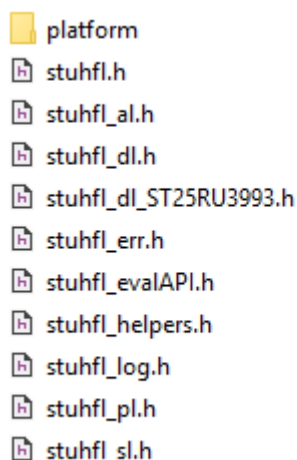 platform
stuhfl.h
stuhfl_al.h
stuhfl_dl.h
stuhfl_dl_ST25RU3993.h
stuhfl_err.h
stuhfl_evalAPI.h
stuhfl_helpers.h
stuhfl_log.h
stuhfl_pl.h
stuhfl_sl.h